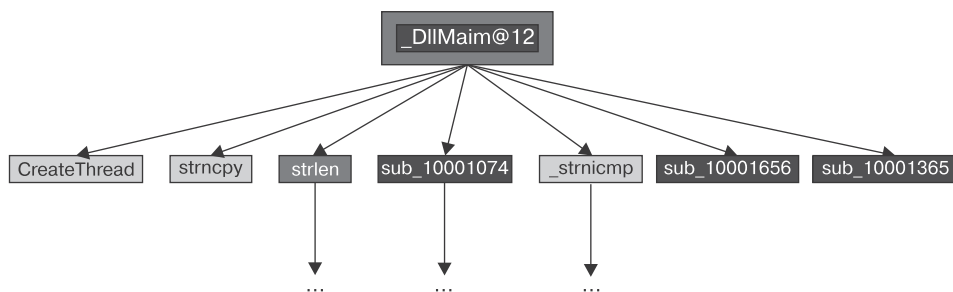 _DllMaim@12
CreateThread strncpy strlen sub_10001074 _strnicmp sub_10001656 sub_10001365
... ... ...